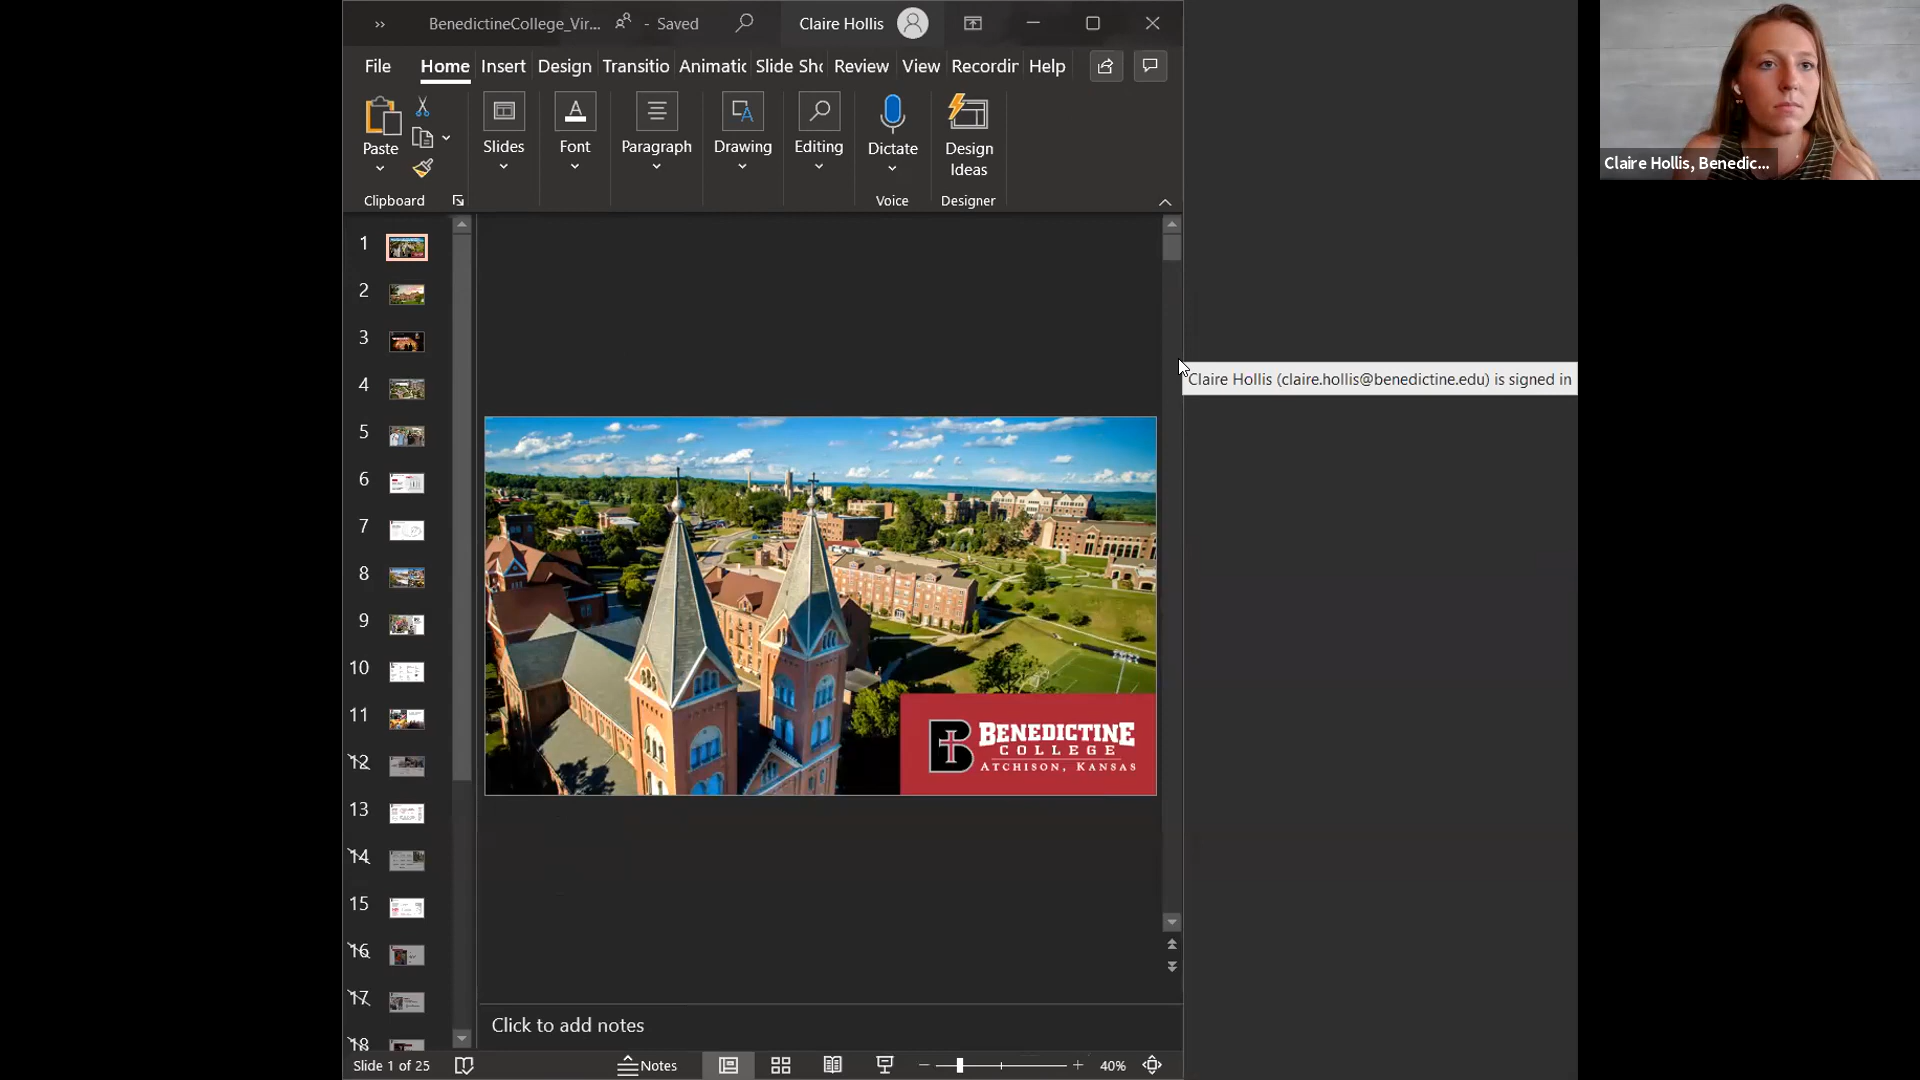 BenedictineCollege_Vir... - Saved
Claire Hollis
File Home Insert Design Transitio Animatic Slide Sho Review View Recordin Help
Paste
Slides
Font
Paragraph
Drawing
Editing
Dictate
Design
Ideas
Clipboard
Voice
Designer
1
2
3
4
5
6
7
8
9
10
11
12
13
14
15
16
17
18
Claire Hollis (claire.hollis@benedictine.edu) is signed in
BENEDICTINE
COLLEGE
ATCHISON, KANSAS
Click to add notes
Slide 1 of 25
Notes
40%
Claire Hollis, Benedic...